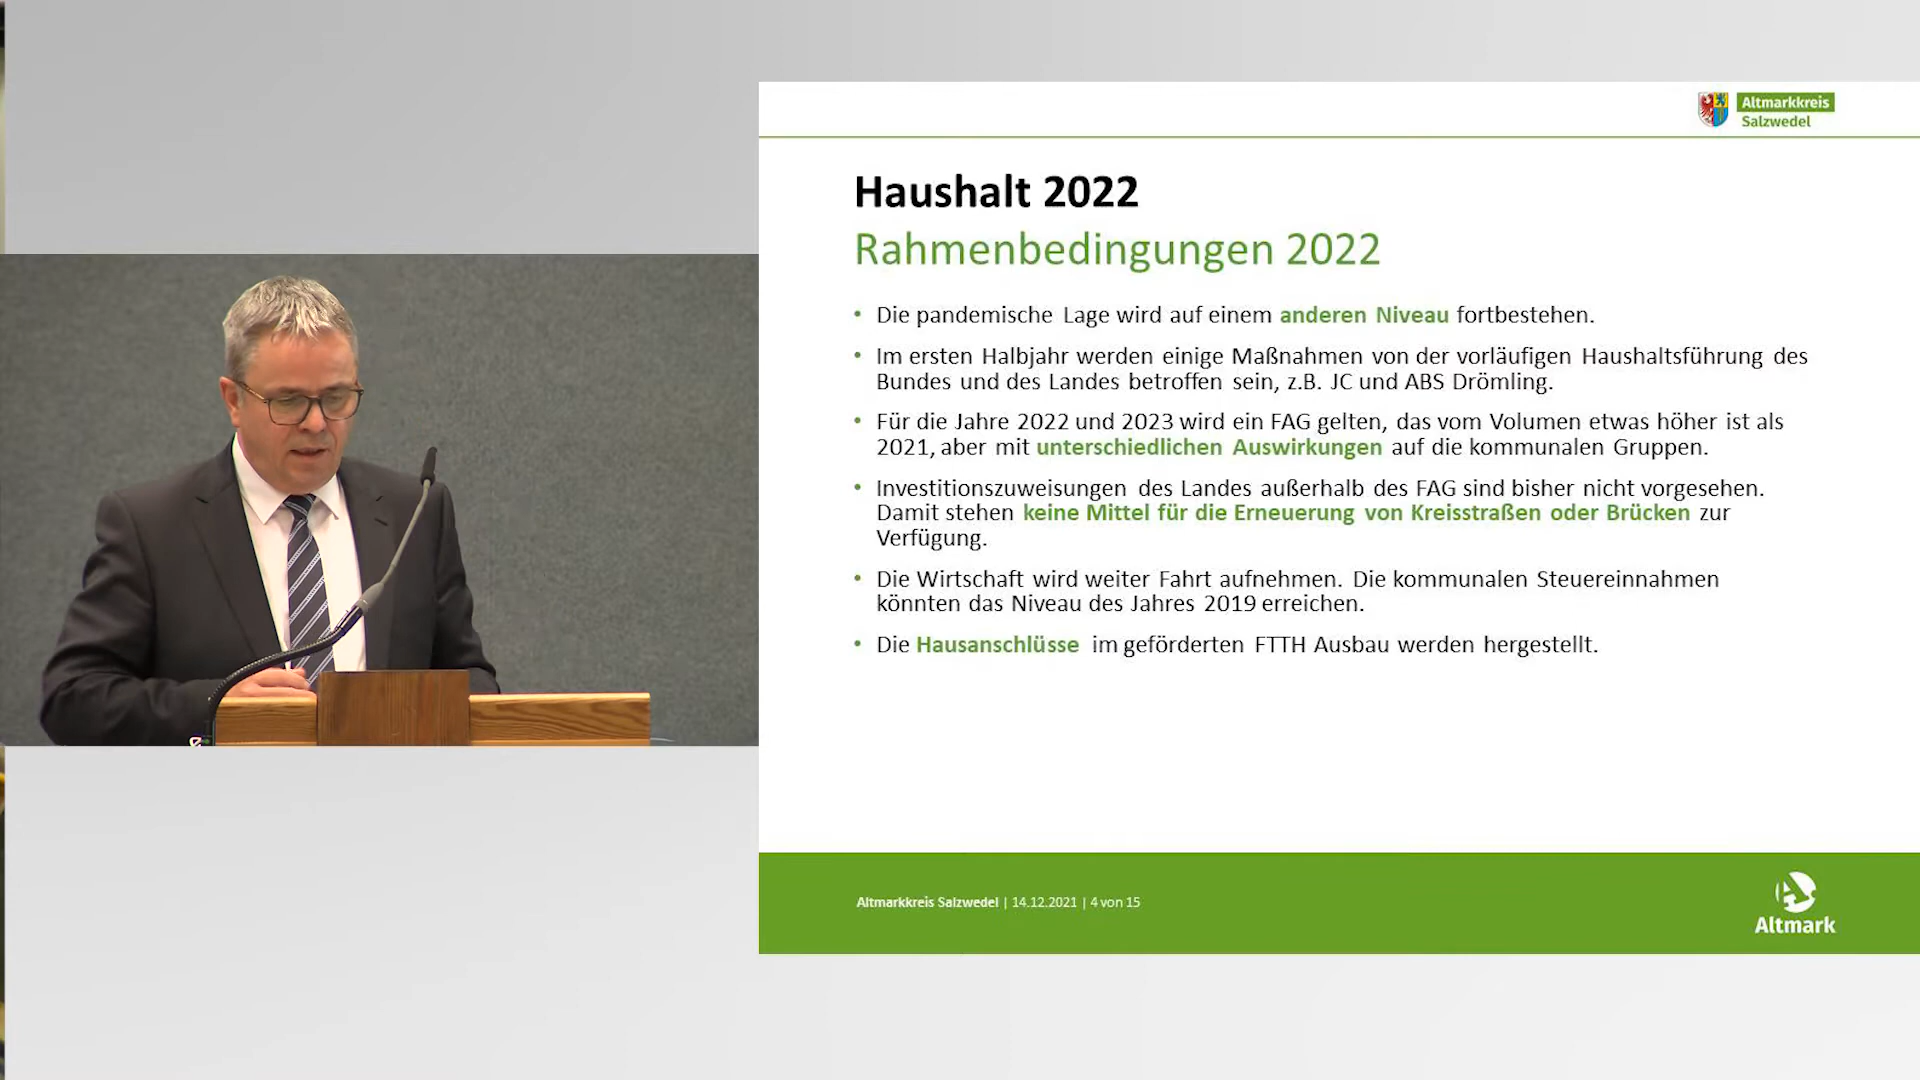 Altmarkkreis
Salzwedel
Haushalt 2022
Rahmenbedingungen 2022
• Die pandemische Lage wird auf einem anderen Niveau fortbestehen.
• Im ersten Halbjahr werden einige Maßnahmen von der vorläufigen Haushaltsführung des
Bundes und des Landes betroffen sein, z.B. JC und ABS Drömling.
• Für die Jahre 2022 und 2023 wird ein FAG gelten, das vom Volumen etwas höher ist als
2021, aber mit unterschiedlichen Auswirkungen auf die kommunalen Gruppen.
• Investitionszuweisungen des Landes außerhalb des FAG sind bisher nicht vorgesehen.
Damit stehen keine Mittel für die Erneuerung von Kreisstraßen oder Brücken zur
Verfügung.
• Die Wirtschaft wird weiter Fahrt aufnehmen. Die kommunalen Steuereinnahmen
könnten das Niveau des Jahres 2019 erreichen.
• Die Hausanschlüsse im geförderten FTTH Ausbau werden hergestellt.
Altmarkkreis Salzwedel | 14.12.2021 | 4 von 15
Altmark